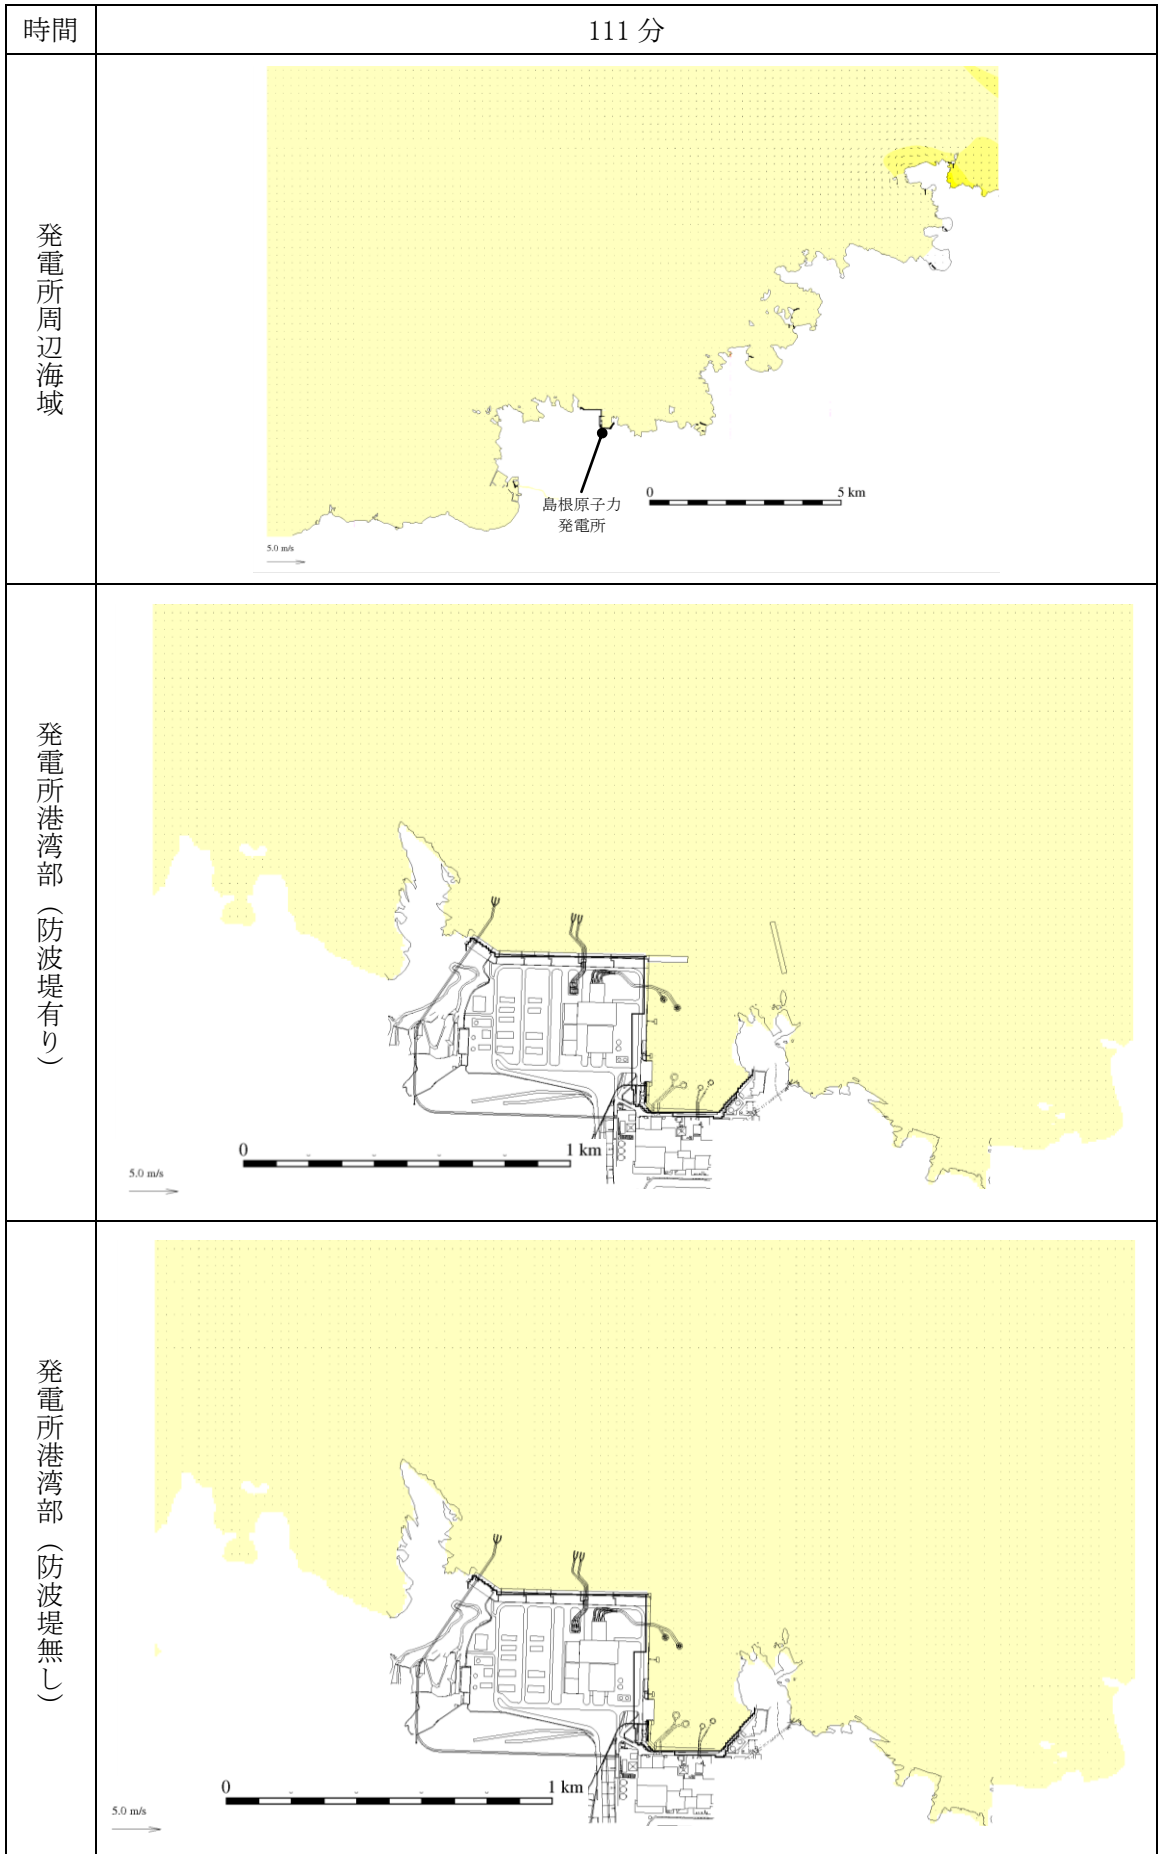 時間
111 分
発電所周辺海域
島根原子力
発電所
0
5 km
5.0 m/s
発電所港湾部（防波堤有り）
0
1 km
5.0 m/s
発電所港湾部（防波堤無し）
0
1 km
5.0 m/s